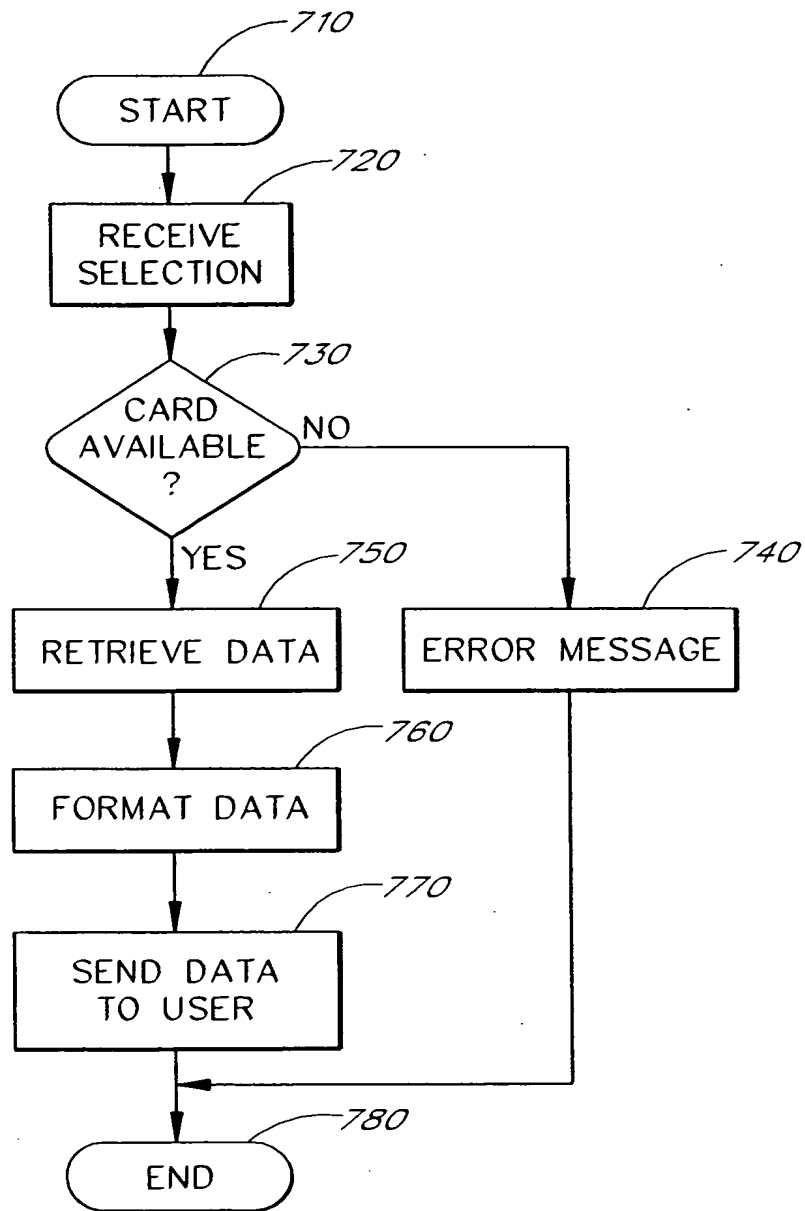 710
START
720
RECEIVE
SELECTION
730
CARD
AVAILABLE
?
NO
YES
750
RETRIEVE DATA
740
ERROR MESSAGE
760
FORMAT DATA
770
SEND DATA
TO USER
780
END